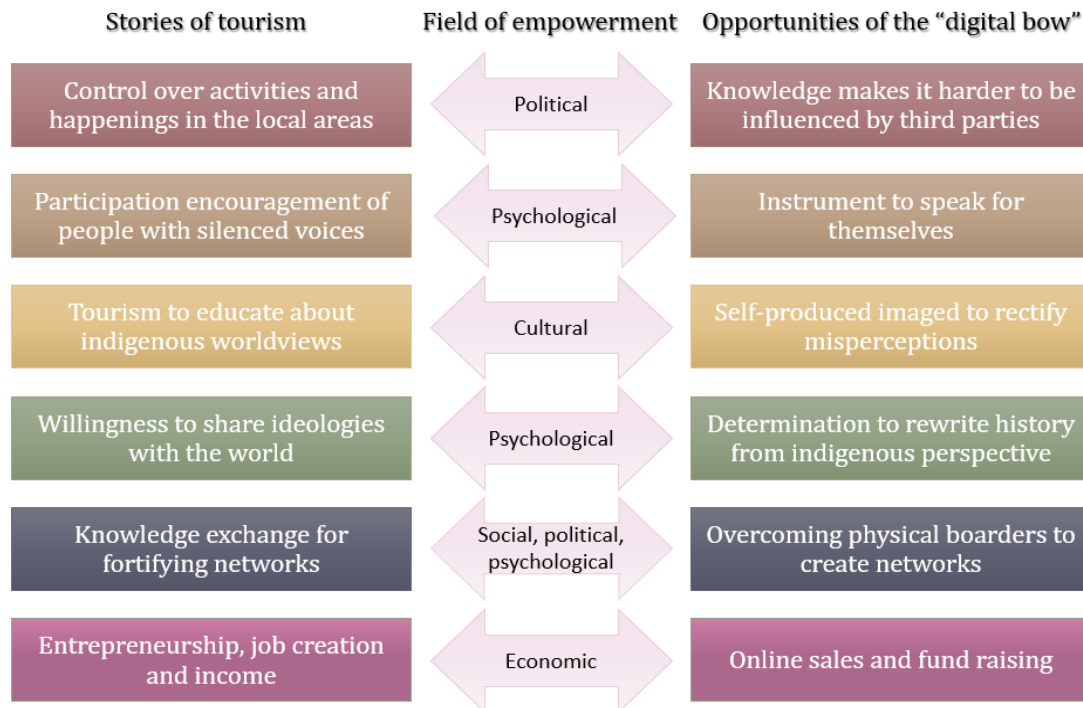 Stories of tourism
Field of empowerment
Opportunities of the “digital bow”
Control over activities and
happenings in the local areas
Political
Knowledge makes it harder to be
influenced by third parties
Participation encouragement of
people with silenced voices
Psychological
Instrument to speak for
themselves
Tourism to educate about
indigenous worldviews
Cultural
Self-produced imaged to rectify
misperceptions
Willingness to share ideologies
with the world
Psychological
Determination to rewrite history
from indigenous perspective
Knowledge exchange for
fortifying networks
Social, political,
psychological
Overcoming physical boarders to
create networks
Entrepreneurship, job creation
and income
Economic
Online sales and fund raising